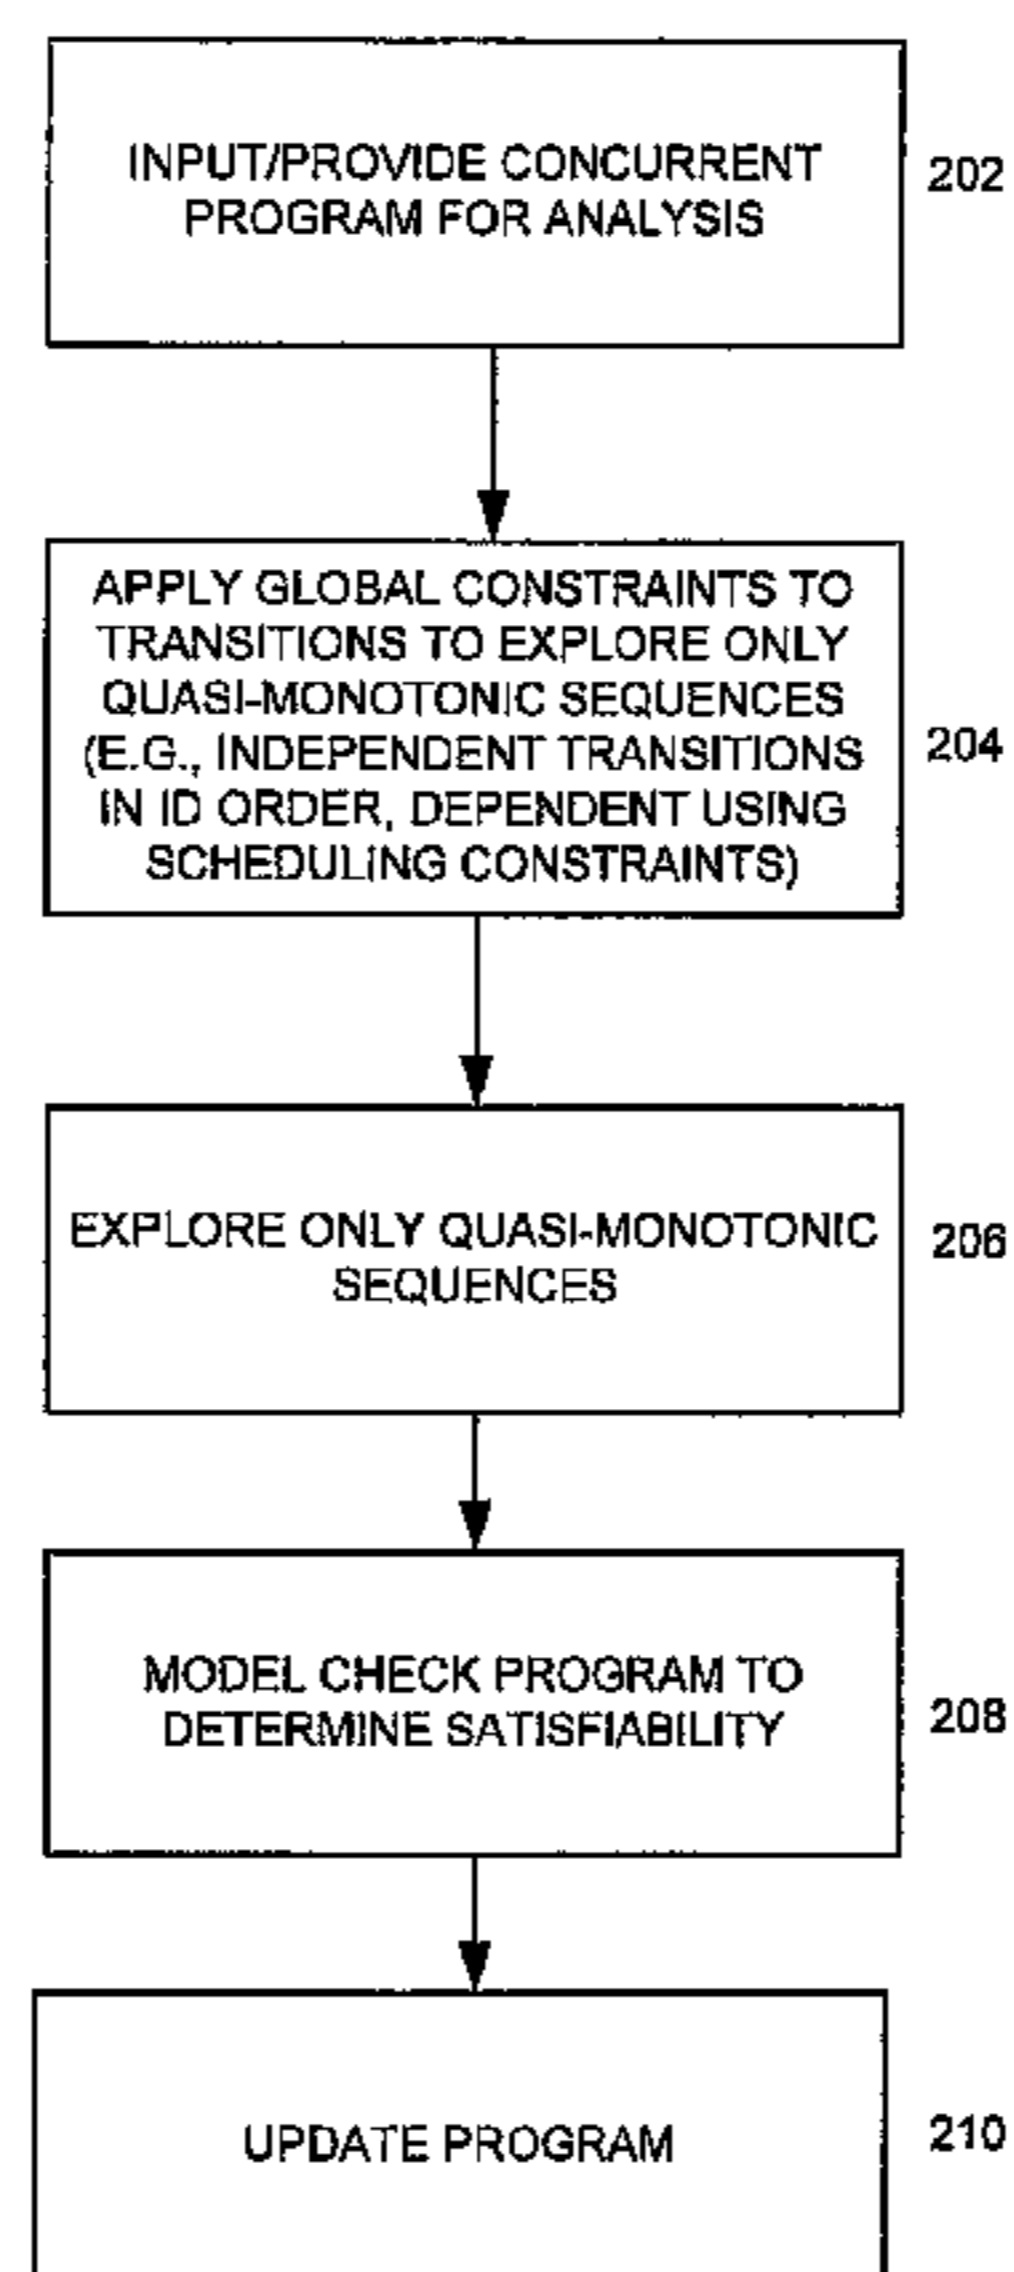 INPUT/PROVIDE CONCURRENT
PROGRAM FOR ANALYSIS
202
APPLY GLOBAL CONSTRAINTS TO
TRANSITIONS TO EXPLORE ONLY
QUASI-MONOTONIC SEQUENCES
(E.G., INDEPENDENT TRANSITIONS
IN ID ORDER, DEPENDENT USING
SCHEDULING CONSTRAINTS)
204
EXPLORE ONLY QUASI-MONOTONIC
SEQUENCES
206
MODEL CHECK PROGRAM TO
DETERMINE SATISFIABILITY
208
UPDATE PROGRAM
210